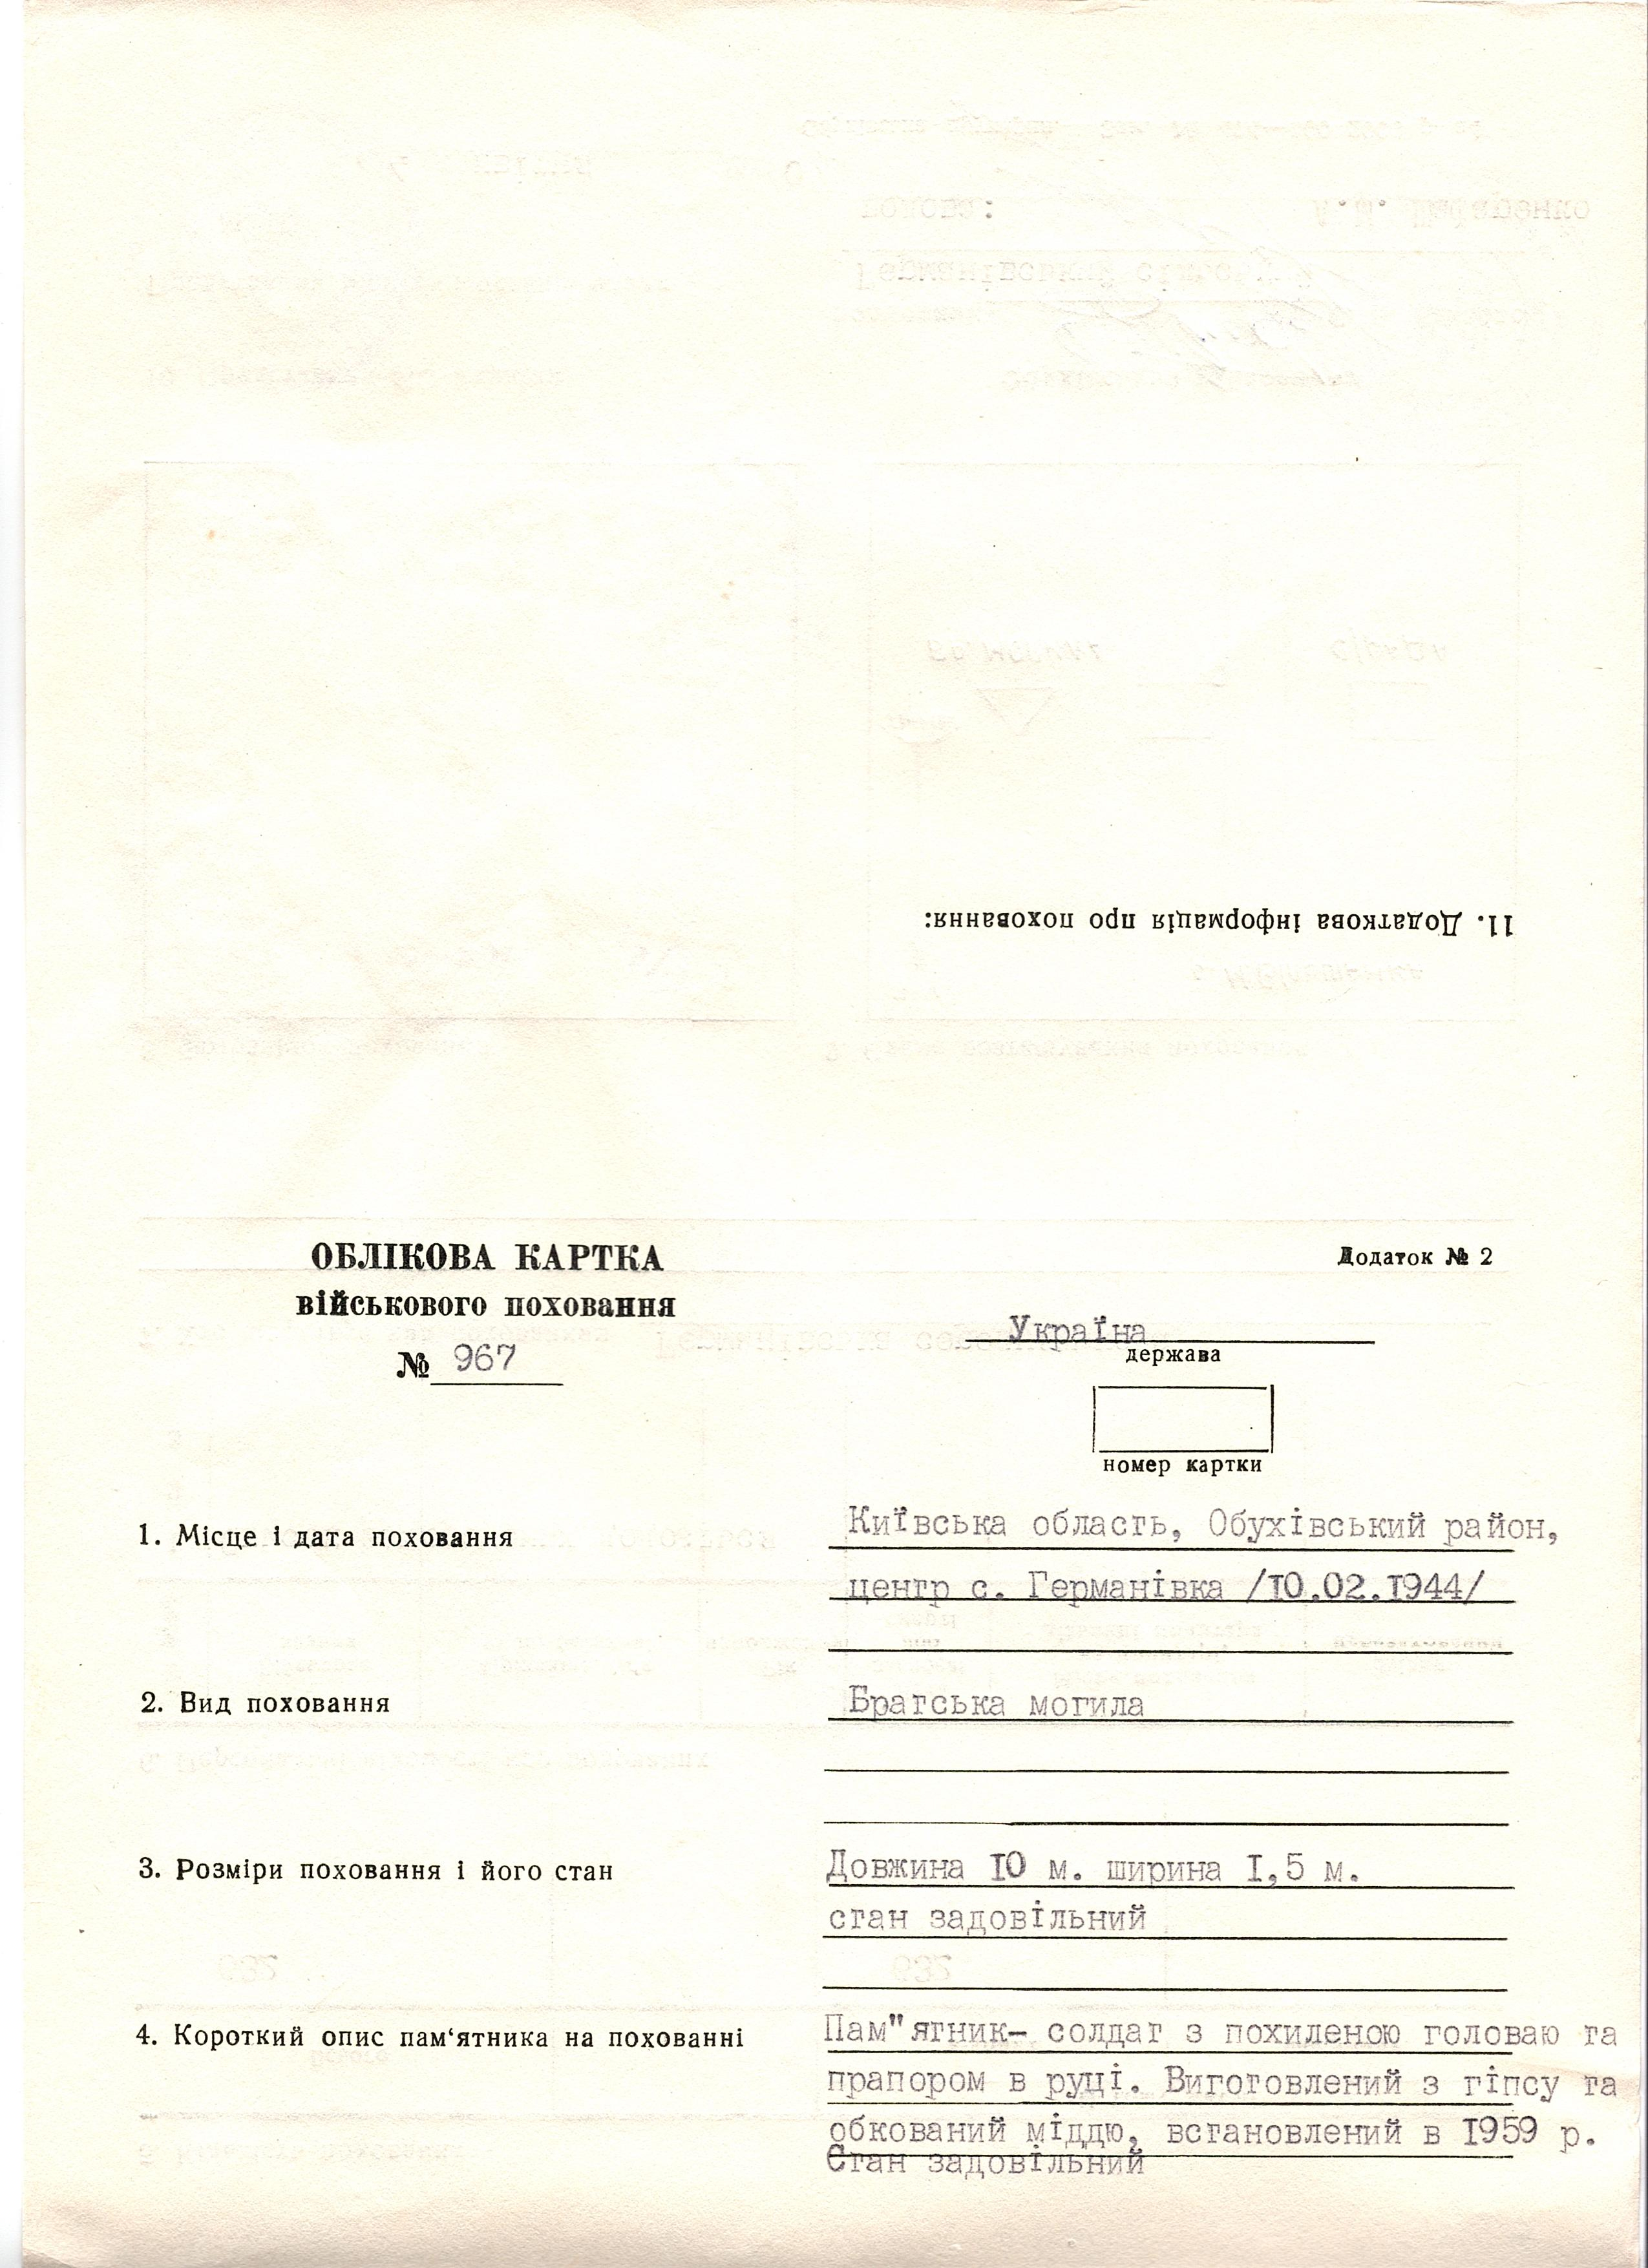 11. Додаткова інформація про поховання:
ОБЛІКОВА КАРТКА
військового поховання
№ 967
Додаток № 2
Україна
держава
номер картки
1. Місце і дата поховання
Київська область, Обухівський район,
центр с. Германівка /10.02.1944/
2. Вид поховання
Братська могила
3. Розміри поховання і його стан
Довжина 10 м. ширина 1,5 м.
стан задовільний
4. Короткий опис пам‘ятника на похованні
Пам"ятник- солдат з похиленою головаю та
прапором в руці. Виготовлений з гіпсу та
обкований міддю, встановлений в 1959 р.
Стан задовільний